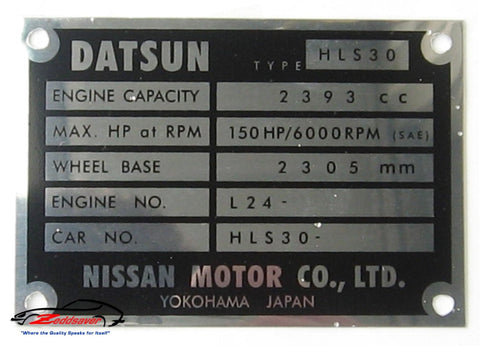 DATSUN TYPE HLS30
ENGINE CAPACITY 2393 cc
MAX. HP at RPM 150HP/6000RPM (SAE)
WHEEL BASE 2305 mm
ENGINE NO. L24-
CAR NO. HLS30-
NISSAN MOTOR CO., LTD.
YOKOHAMA JAPAN
Zeddsaver
"Where the Quality Speaks for Itself"